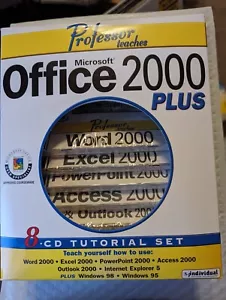 Professor
teaches
Microsoft
Office 2000
PLUS
Professor
teaches
Word 2000
Excel 2000
PowerPoint 2000
Access 2000
& Outlook 2000
8-CD TUTORIAL SET
Teach yourself how to use:
Word 2000 • Excel 2000 • PowerPoint 2000 • Access 2000
Outlook 2000 • Internet Explorer 5
PLUS Windows 98 • Windows 95
individual